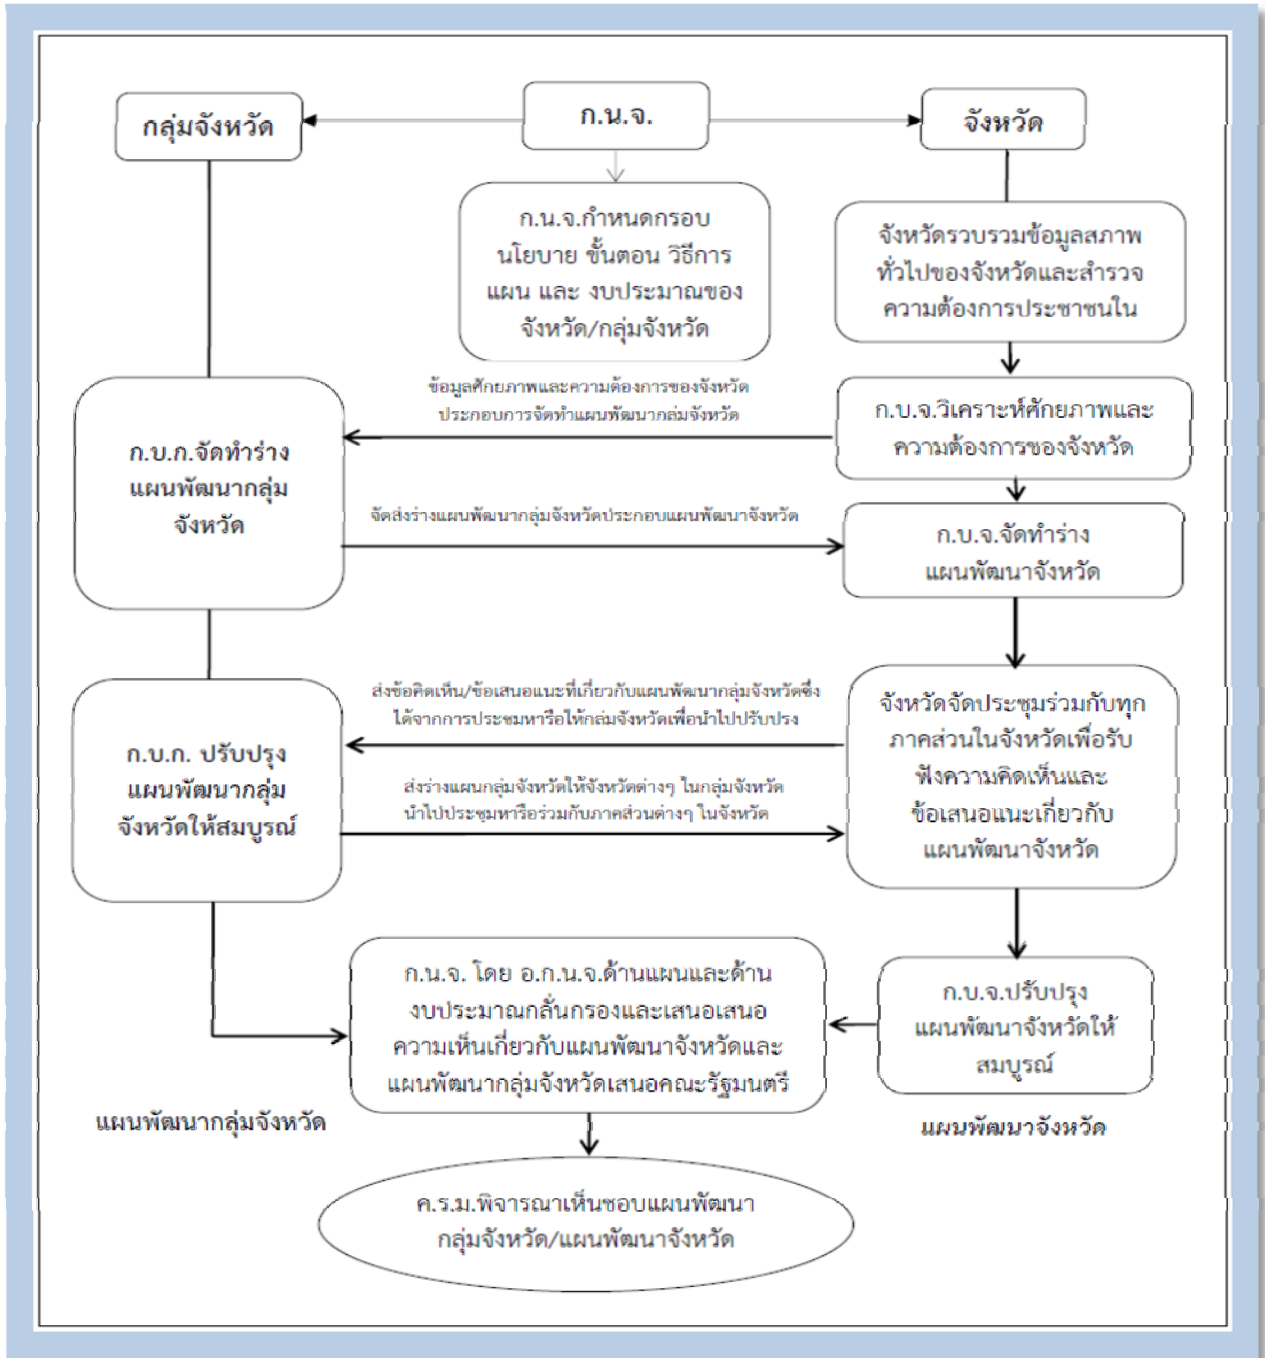 กลุ่มจังหวัด
ก.น.จ.
จังหวัด
ก.น.จ.กำหนดกรอบ
นโยบาย ขั้นตอน วิธีการ
แผน และ งบประมาณของ
จังหวัด/กลุ่มจังหวัด
จังหวัดรวบรวมข้อมูลสภาพ
ทั่วไปของจังหวัดและสำรวจ
ความต้องการประชาชนใน
ข้อมูลศักยภาพและความต้องการของจังหวัด
ประกอบการจัดทำแผนพัฒนากลุ่มจังหวัด
ก.บ.จ.วิเคราะห์ศักยภาพและ
ความต้องการของจังหวัด
ก.บ.ก.จัดทำร่าง
แผนพัฒนากลุ่ม
จังหวัด
จัดส่งร่างแผนพัฒนากลุ่มจังหวัดประกอบแผนพัฒนาจังหวัด
ก.บ.จ.จัดทำร่าง
แผนพัฒนาจังหวัด
ส่งข้อคิดเห็น/ข้อเสนอแนะที่เกี่ยวกับแผนพัฒนากลุ่มจังหวัดซึ่ง
ได้จากการประชุมหารือให้กลุ่มจังหวัดเพื่อนำไปปรับปรุง
จังหวัดจัดประชุมร่วมกับทุก
ภาคส่วนในจังหวัดเพื่อรับ
ฟังความคิดเห็นและ
ข้อเสนอแนะเกี่ยวกับ
แผนพัฒนาจังหวัด
ก.บ.ก. ปรับปรุง
แผนพัฒนากลุ่ม
จังหวัดให้สมบูรณ์
ส่งร่างแผนกลุ่มจังหวัดให้จังหวัดต่างๆ ในกลุ่มจังหวัด
นำไปประชุมหารือร่วมกับภาคส่วนต่างๆ ในจังหวัด
ก.น.จ. โดย อ.ก.น.จ.ด้านแผนและด้าน
งบประมาณกลั่นกรองและเสนอเสนอ
ความเห็นเกี่ยวกับแผนพัฒนาจังหวัดและ
แผนพัฒนากลุ่มจังหวัดเสนอคณะรัฐมนตรี
ก.บ.จ.ปรับปรุง
แผนพัฒนาจังหวัดให้
สมบูรณ์
แผนพัฒนากลุ่มจังหวัด
แผนพัฒนาจังหวัด
ค.ร.ม.พิจารณาเห็นชอบแผนพัฒนา
กลุ่มจังหวัด/แผนพัฒนาจังหวัด